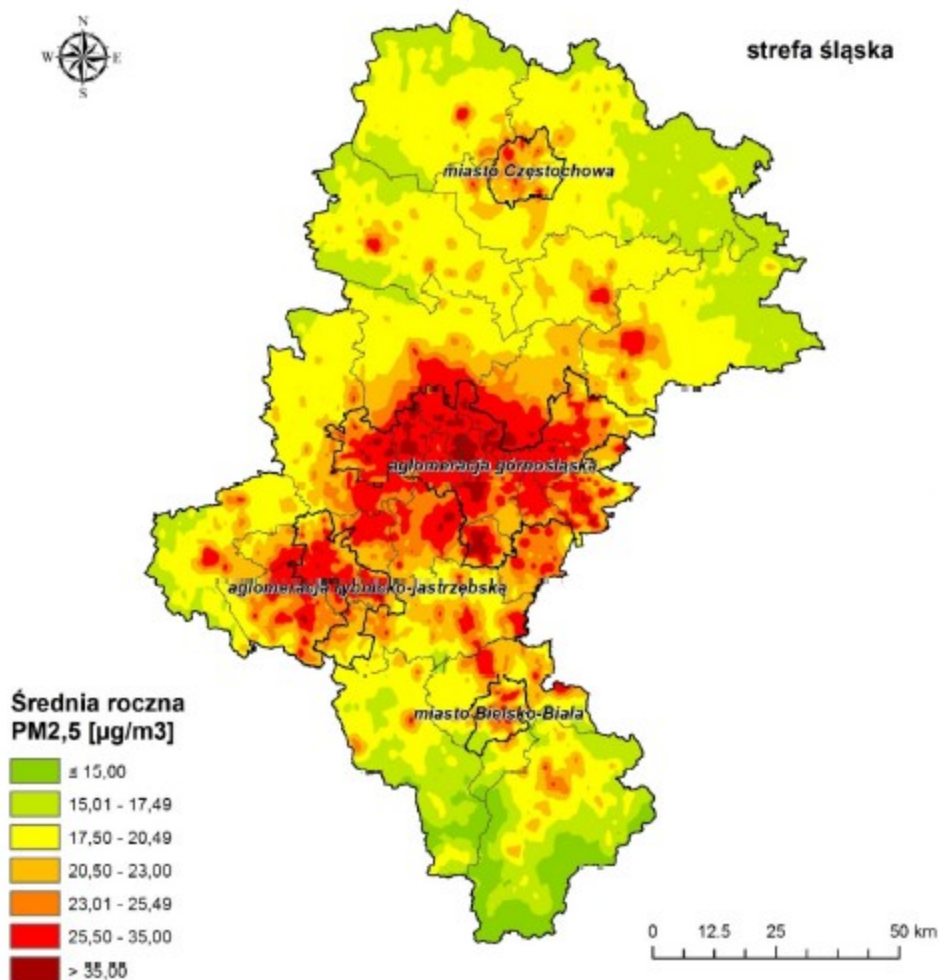 N
W E
S
strefa śląska
miasto Częstochowa
aglomeracja górnośląska
aglomeracja rybnicko-jastrzębska
miasto Bielsko-Biała
Średnia roczna
PM2,5 [µg/m3]
≤ 15,00
15,01 - 17,49
17,50 - 20,49
20,50 - 23,00
23,01 - 25,49
25,50 - 35,00
> 35,00
0 12.5 25 50 km